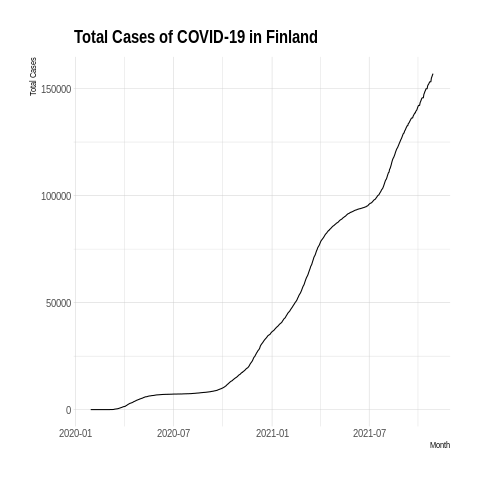 Total Cases of COVID-19 in Finland
Total Cases
150000
100000
50000
0
2020-01 2020-07 2021-01 2021-07
Month